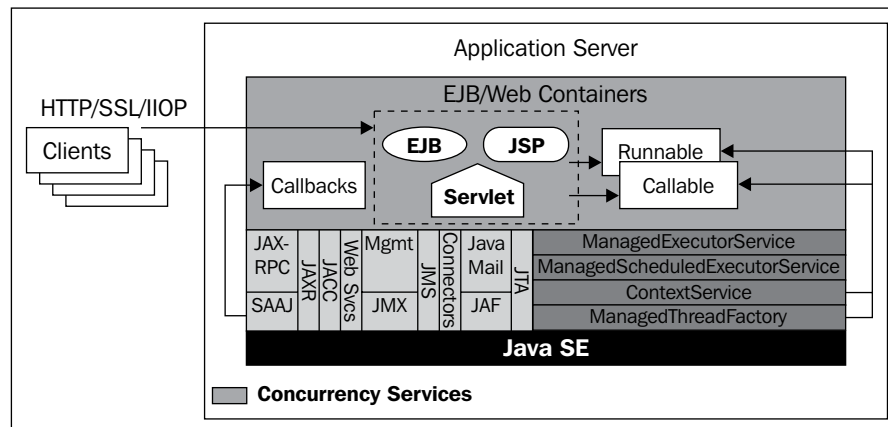 Application Server
EJB/Web Containers
HTTP/SSL/IIOP
Clients
EJB
JSP
Runnable
Callable
Callbacks
Servlet
JAX-
RPC
SAAJ
JAXR
JACC
Web Svcs
Mgmt
JMX
JMS
Connectors
Java
Mail
JAF
JTA
ManagedExecutorService
ManagedScheduledExecutorService
ContextService
ManagedThreadFactory
Java SE
Concurrency Services